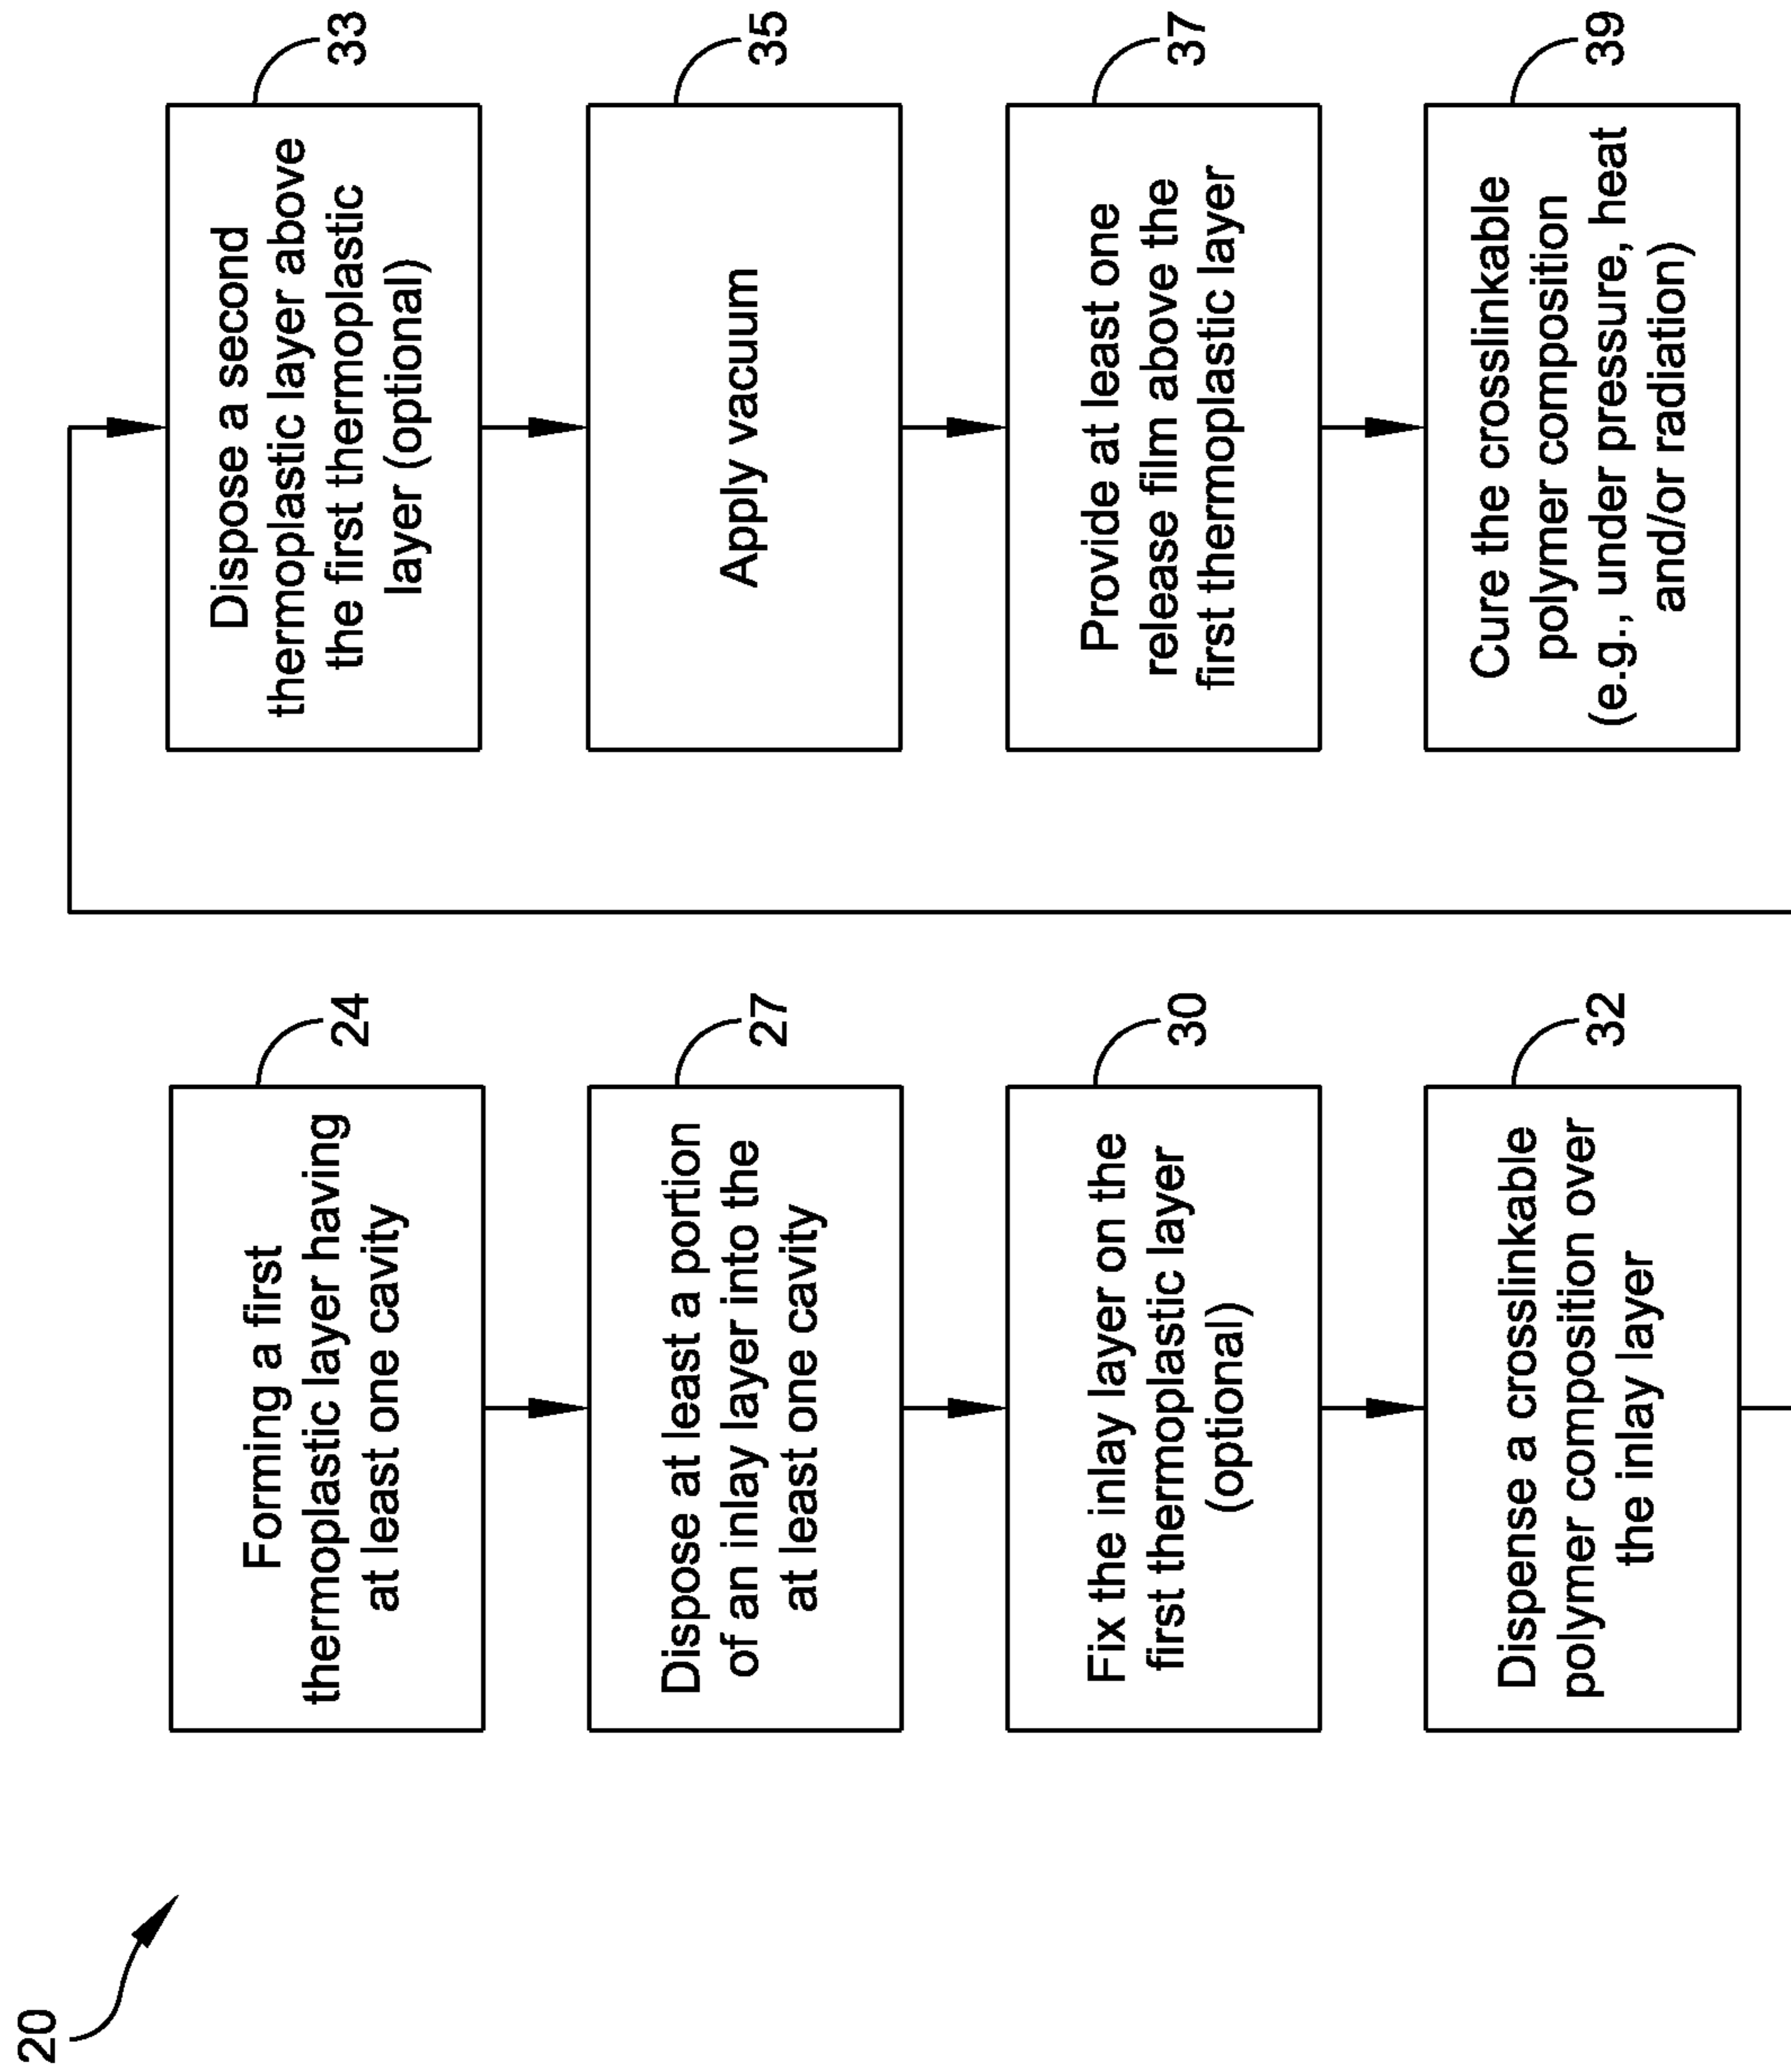 20
Forming a first
thermoplastic layer having
at least one cavity
24
Dispose at least a portion
of an inlay layer into the
at least one cavity
27
Fix the inlay layer on the
first thermoplastic layer
(optional)
30
Dispense a crosslinkable
polymer composition over
the inlay layer
32
Dispose a second
thermoplastic layer above
the first thermoplastic
layer (optional)
33
Apply vacuum
35
Provide at least one
release film above the
first thermoplastic layer
37
Cure the crosslinkable
polymer composition
(e.g., under pressure, heat
and/or radiation)
39